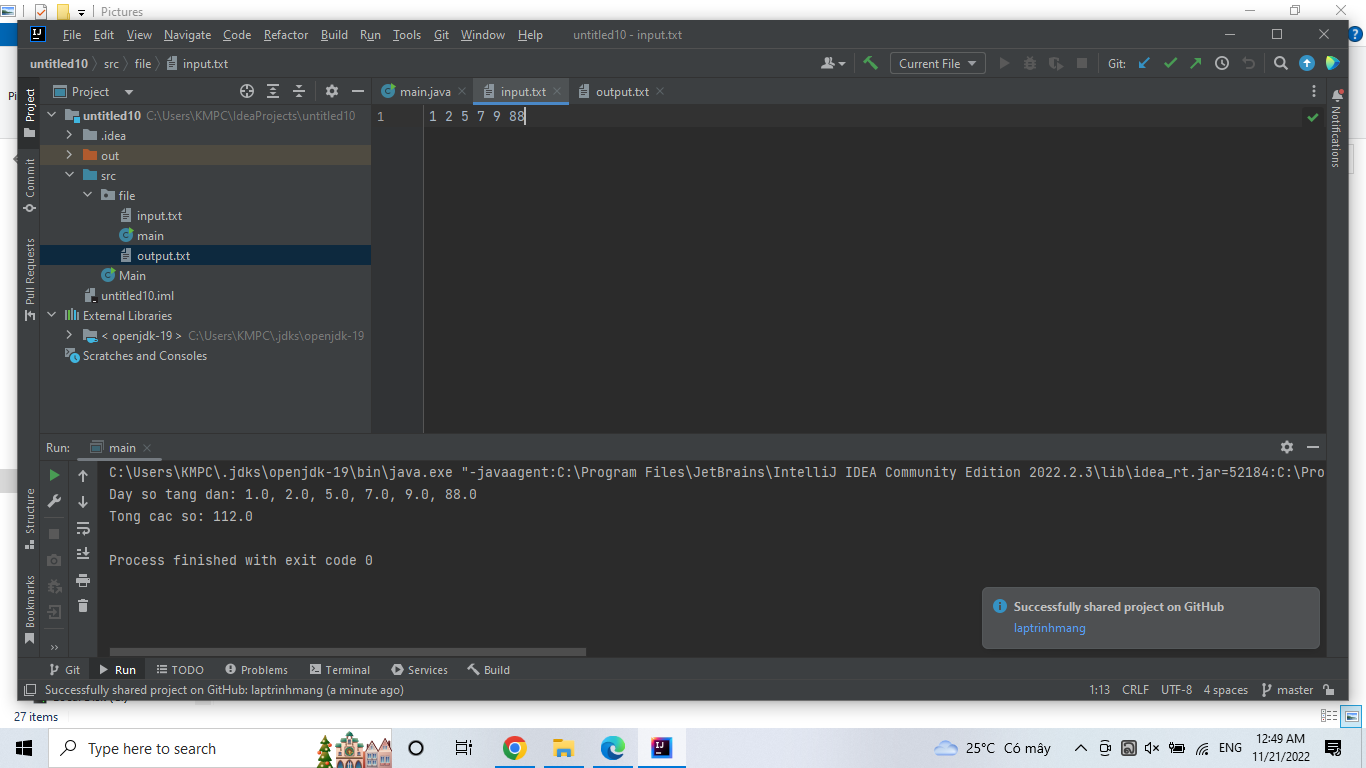 Pictures
File Edit View Navigate Code Refactor Build Run Tools Git Window Help untitled10 - input.txt
untitled10 src file input.txt Current File Git:
Project main.java input.txt output.txt
1 1 2 5 7 9 88
untitled10 C:\Users\KMPC\IdeaProjects\untitled10
.idea
out
src
file
input.txt
main
output.txt
Main
untitled10.iml
External Libraries
< openjdk-19 > C:\Users\KMPC\.jdks\openjdk-19
Scratches and Consoles
Project
Commit
Pull Requests
Structure
Bookmarks
Notifications
Pi
Run: main
C:\Users\KMPC\.jdks\openjdk-19\bin\java.exe "-javaagent:C:\Program Files\JetBrains\IntelliJ IDEA Community Edition 2022.2.3\lib\idea_rt.jar=52184:C:\Pro
Day so tang dan: 1.0, 2.0, 5.0, 7.0, 9.0, 88.0
Tong cac so: 112.0
Process finished with exit code 0
Successfully shared project on GitHub
laptrinhmang
Git Run TODO Problems Terminal Services Build
Successfully shared project on GitHub: laptrinhmang (a minute ago) 1:13 CRLF UTF-8 4 spaces master
27 items
Type here to search 25°C Có mây ENG 12:49 AM
11/21/2022